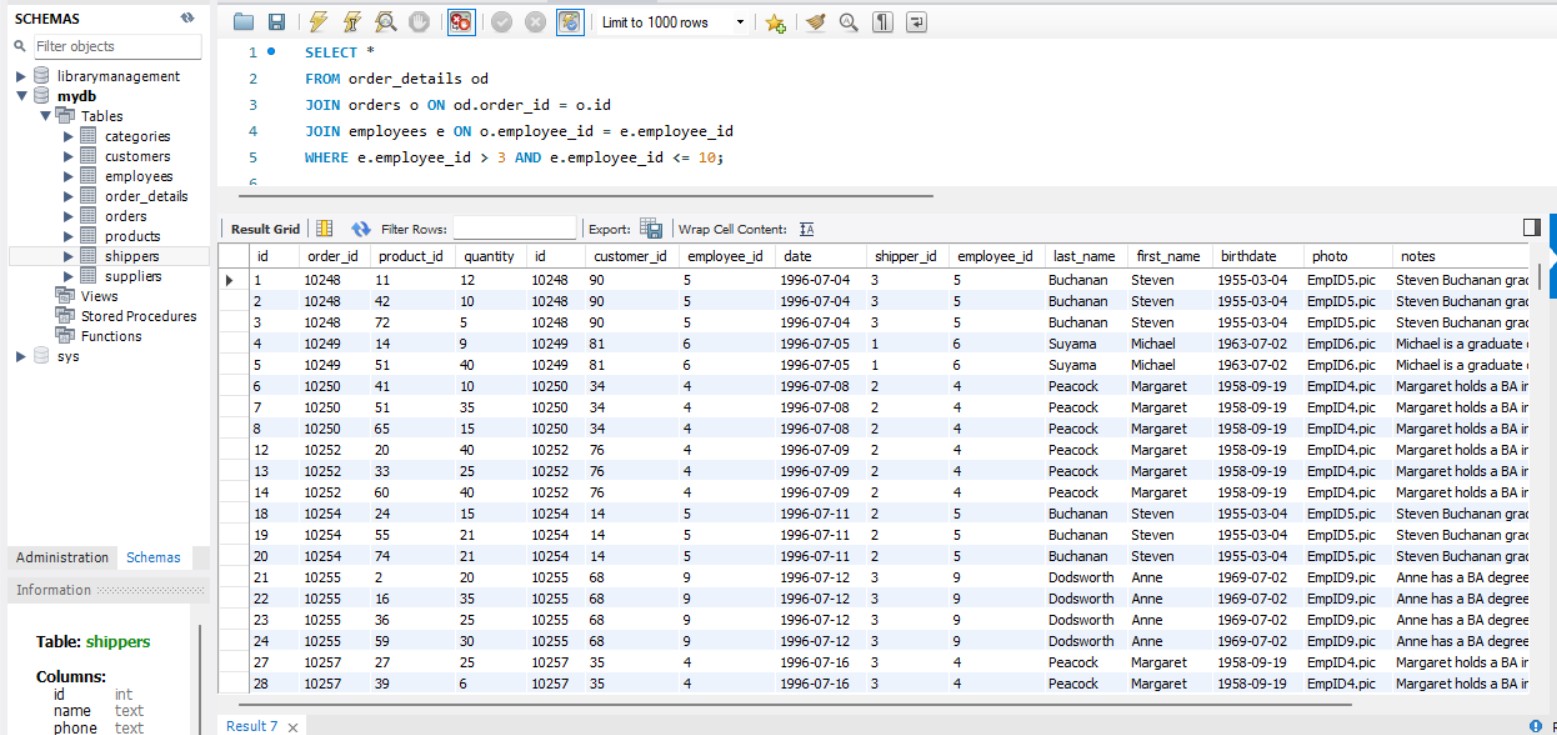 SCHEMAS
Filter objects
librarymanagement
mydb
Tables
categories
customers
employees
order_details
orders
products
shippers
suppliers
Views
Stored Procedures
Functions
sys
Administration Schemas
Information
Table: shippers
Columns:
id int
name text
phone text
Limit to 1000 rows
1 SELECT *
2 FROM order_details od
3 JOIN orders o ON od.order_id = o.id
4 JOIN employees e ON o.employee_id = e.employee_id
5 WHERE e.employee_id > 3 AND e.employee_id <= 10;
6
Result Grid Filter Rows: Export: Wrap Cell Content: IA
id order_id product_id quantity id customer_id employee_id date shipper_id employee_id last_name first_name birthdate photo notes
1 10248 11 12 10248 90 5 1996-07-04 3 5 Buchanan Steven 1955-03-04 EmpID5.pic Steven Buchanan grac
2 10248 42 10 10248 90 5 1996-07-04 3 5 Buchanan Steven 1955-03-04 EmpID5.pic Steven Buchanan grac
3 10248 72 5 10248 90 5 1996-07-04 3 5 Buchanan Steven 1955-03-04 EmpID5.pic Steven Buchanan grac
4 10249 14 9 10249 81 6 1996-07-05 1 6 Suyama Michael 1963-07-02 EmpID6.pic Michael is a graduate
5 10249 51 40 10249 81 6 1996-07-05 1 6 Suyama Michael 1963-07-02 EmpID6.pic Michael is a graduate
6 10250 41 10 10250 34 4 1996-07-08 2 4 Peacock Margaret 1958-09-19 EmpID4.pic Margaret holds a BA ir
7 10250 51 35 10250 34 4 1996-07-08 2 4 Peacock Margaret 1958-09-19 EmpID4.pic Margaret holds a BA ir
8 10250 65 15 10250 34 4 1996-07-08 2 4 Peacock Margaret 1958-09-19 EmpID4.pic Margaret holds a BA ir
12 10252 20 40 10252 76 4 1996-07-09 2 4 Peacock Margaret 1958-09-19 EmpID4.pic Margaret holds a BA ir
13 10252 33 25 10252 76 4 1996-07-09 2 4 Peacock Margaret 1958-09-19 EmpID4.pic Margaret holds a BA ir
14 10252 60 40 10252 76 4 1996-07-09 2 4 Peacock Margaret 1958-09-19 EmpID4.pic Margaret holds a BA ir
18 10254 24 15 10254 14 5 1996-07-11 2 5 Buchanan Steven 1955-03-04 EmpID5.pic Steven Buchanan grac
19 10254 55 21 10254 14 5 1996-07-11 2 5 Buchanan Steven 1955-03-04 EmpID5.pic Steven Buchanan grac
20 10254 74 21 10254 14 5 1996-07-11 2 5 Buchanan Steven 1955-03-04 EmpID5.pic Steven Buchanan grac
21 10255 2 20 10255 68 9 1996-07-12 3 9 Dodsworth Anne 1969-07-02 EmpID9.pic Anne has a BA degree
22 10255 16 35 10255 68 9 1996-07-12 3 9 Dodsworth Anne 1969-07-02 EmpID9.pic Anne has a BA degree
23 10255 36 25 10255 68 9 1996-07-12 3 9 Dodsworth Anne 1969-07-02 EmpID9.pic Anne has a BA degree
24 10255 59 30 10255 68 9 1996-07-12 3 9 Dodsworth Anne 1969-07-02 EmpID9.pic Anne has a BA degree
27 10257 27 25 10257 35 4 1996-07-16 3 4 Peacock Margaret 1958-09-19 EmpID4.pic Margaret holds a BA ir
28 10257 39 6 10257 35 4 1996-07-16 3 4 Peacock Margaret 1958-09-19 EmpID4.pic Margaret holds a BA ir
Result 7